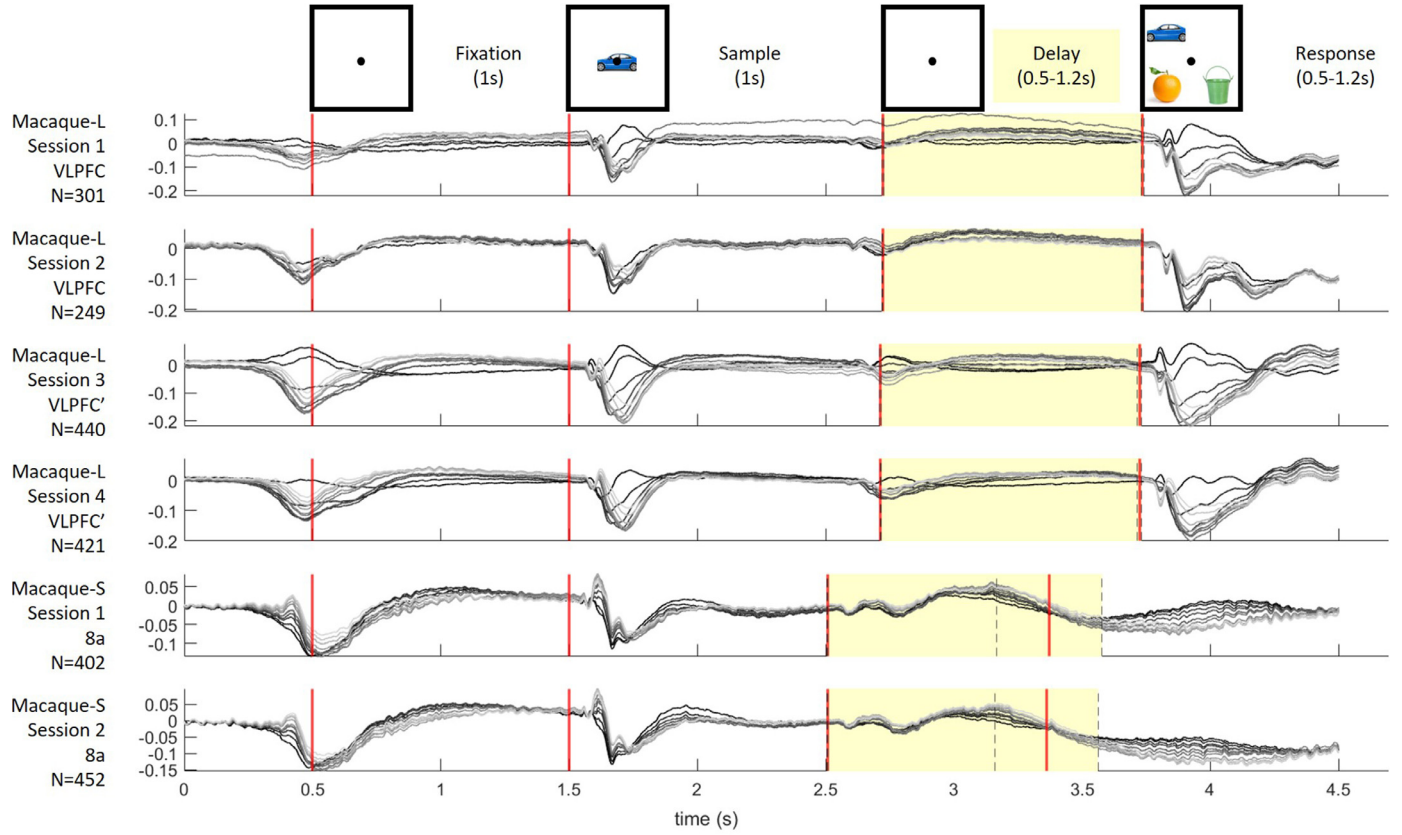 Fixation
(1s)
Sample
(1s)
Delay
(0.5-1.2s)
Response
(0.5-1.2s)
Macaque-L
Session 1
VLPFC
N=301
0.1
0
-0.1
-0.2
Macaque-L
Session 2
VLPFC
N=249
0
-0.1
-0.2
Macaque-L
Session 3
VLPFC’
N=440
0
-0.1
-0.2
Macaque-L
Session 4
VLPFC’
N=421
0
-0.1
-0.2
Macaque-S
Session 1
8a
N=402
0.05
0
-0.05
-0.1
Macaque-S
Session 2
8a
N=452
0.05
0
-0.05
-0.1
-0.15
0 0.5 1 1.5 2 2.5 3 3.5 4 4.5
time (s)